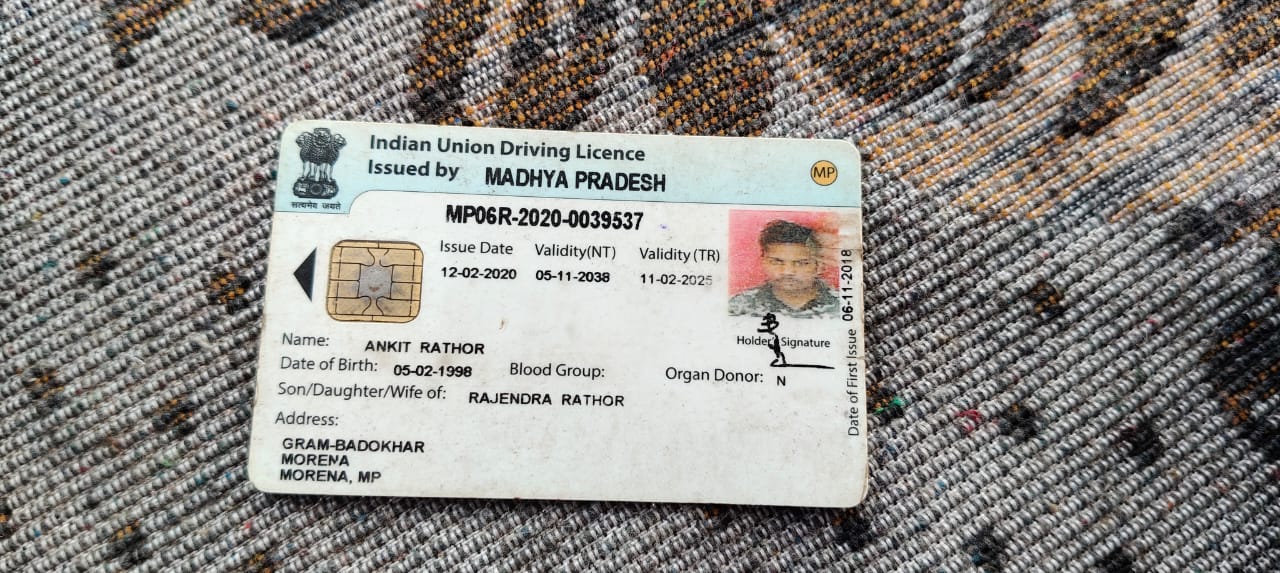 Indian Union Driving Licence
Issued by MADHYA PRADESH
MP
सत्यमेव जयते
MP06R-2020-0039537
Issue Date Validity(NT) Validity (TR)
12-02-2020 05-11-2038 11-02-2025
Holder's Signature
Date of First Issue 06-11-2018
Name: ANKIT RATHOR
Date of Birth: 05-02-1998 Blood Group: Organ Donor: N
Son/Daughter/Wife of: RAJENDRA RATHOR
Address:
GRAM-BADOKHAR
MORENA
MORENA, MP